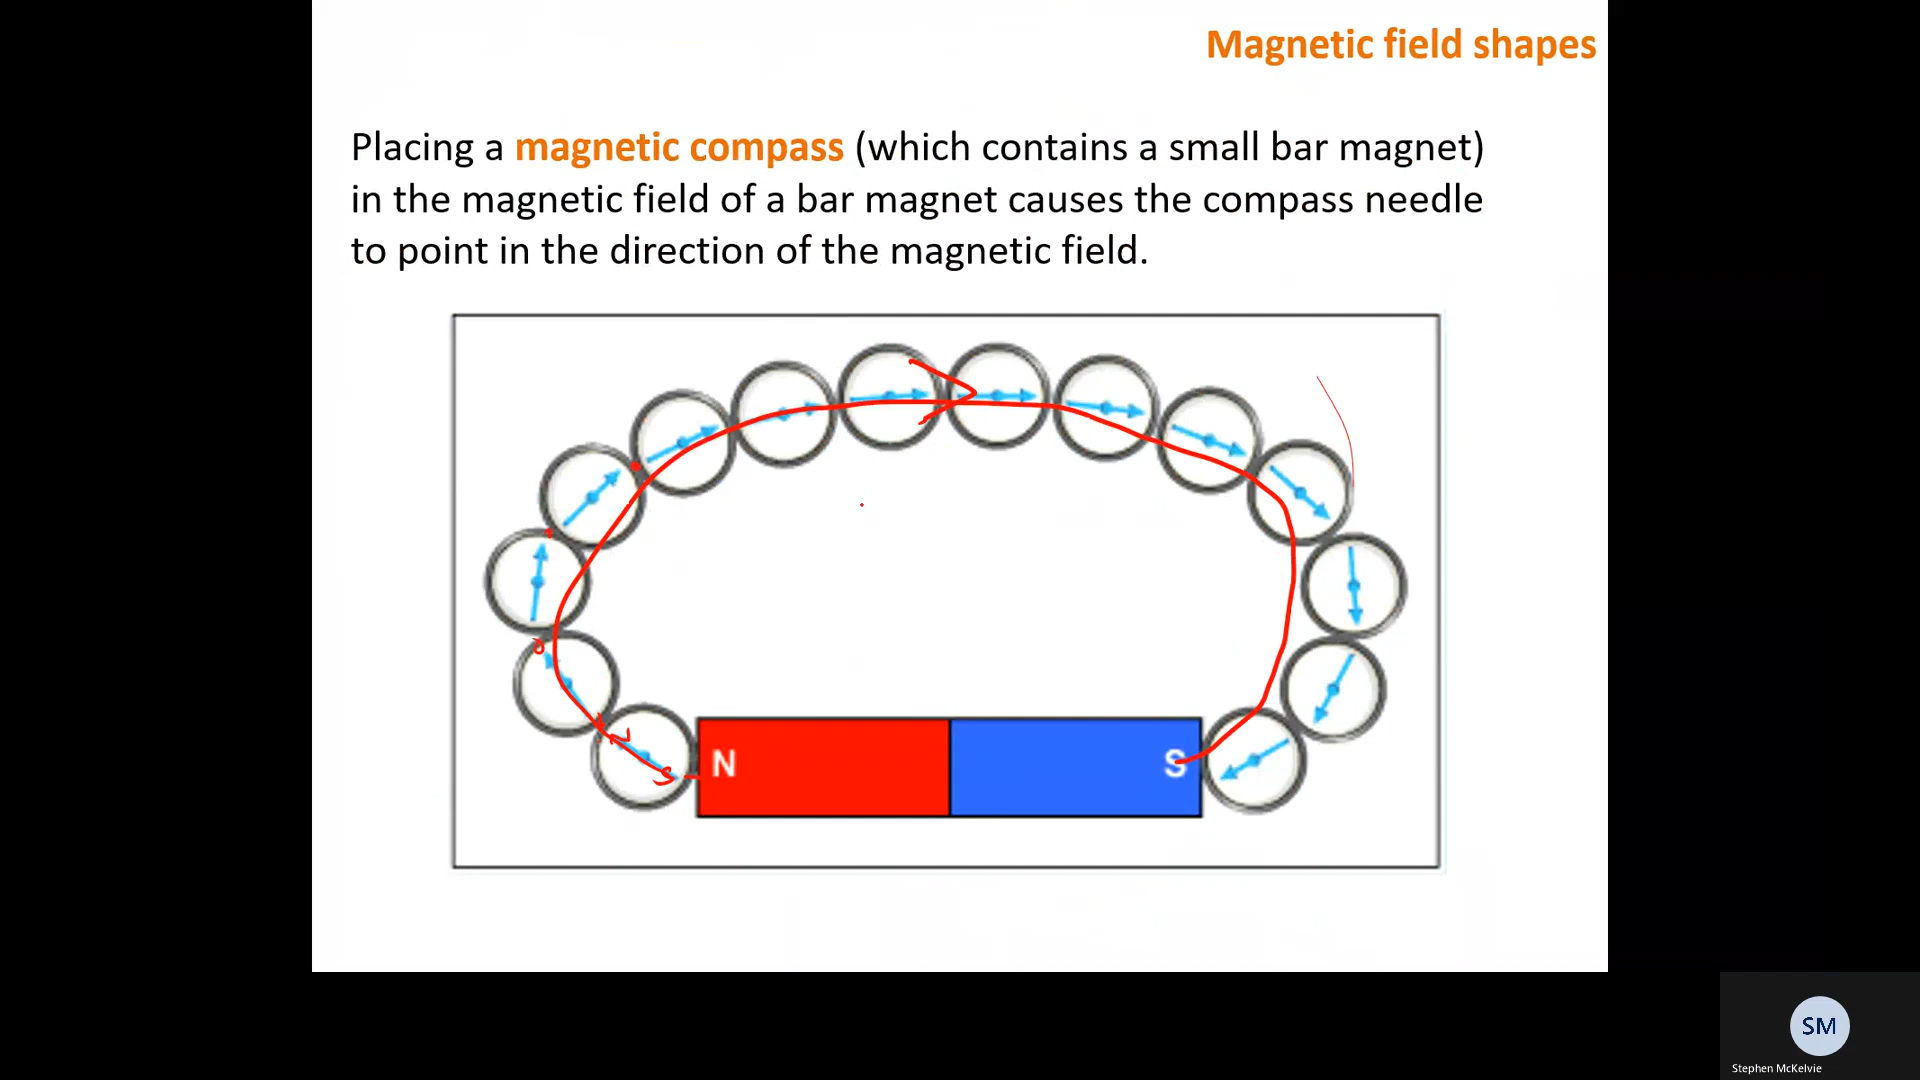 Magnetic field shapes
Placing a magnetic compass (which contains a small bar magnet)
in the magnetic field of a bar magnet causes the compass needle
to point in the direction of the magnetic field.
N
S
N
S
SM
Stephen McKelvie